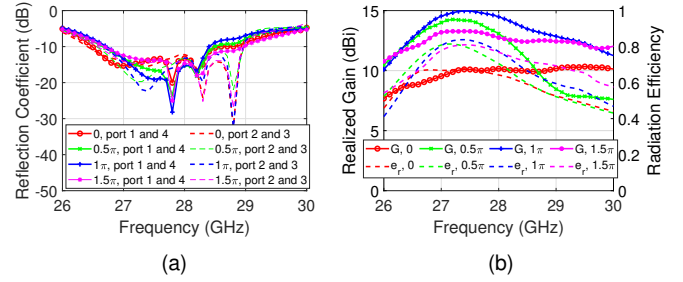 Reflection Coefficient (dB)
0
-10
-20
-30
-40
-50
0, port 1 and 4
0, port 2 and 3
0.5π, port 1 and 4
0.5π, port 2 and 3
1π, port 1 and 4
1π, port 2 and 3
1.5π, port 1 and 4
1.5π, port 2 and 3
26 27 28 29 30
Frequency (GHz)
(a)
Realized Gain (dBi)
15
10
5
0
G, 0
G, 0.5π
G, 1π
G, 1.5π
e_r, 0
e_r, 0.5π
e_r, 1π
e_r, 1.5π
26 27 28 29 30
Frequency (GHz)
1
0.8
0.6
0.4
0.2
0
Radiation Efficiency
(b)